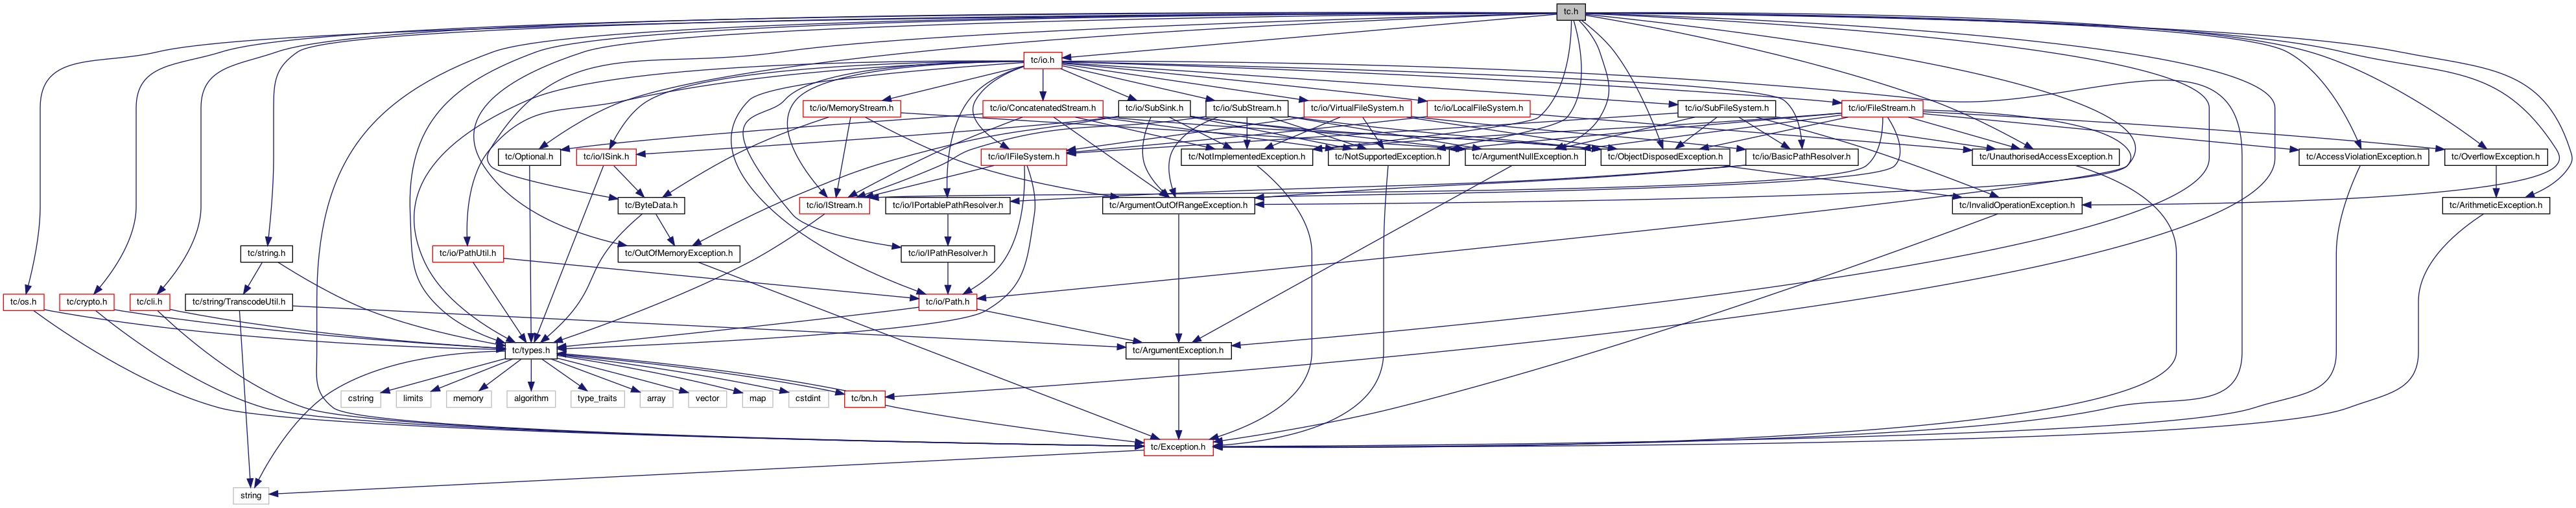 tc.h
tc/io.h
tc/io/MemoryStream.h
tc/io/ConcatenatedStream.h
tc/io/SubSink.h
tc/io/SubStream.h
tc/io/VirtualFileSystem.h
tc/io/LocalFileSystem.h
tc/io/SubFileSystem.h
tc/io/FileStream.h
tc/Optional.h
tc/io/ISink.h
tc/io/IFileSystem.h
tc/NotImplementedException.h
tc/NotSupportedException.h
tc/ArgumentNullException.h
tc/ObjectDisposedException.h
tc/io/BasicPathResolver.h
tc/UnauthorisedAccessException.h
tc/AccessViolationException.h
tc/OverflowException.h
tc/ByteData.h
tc/io/IStream.h
tc/io/IPortablePathResolver.h
tc/ArgumentOutOfRangeException.h
tc/InvalidOperationException.h
tc/ArithmeticException.h
tc/string.h
tc/io/PathUtil.h
tc/OutOfMemoryException.h
tc/io/IPathResolver.h
tc/os.h
tc/crypto.h
tc/cli.h
tc/string/TranscodeUtil.h
tc/io/Path.h
tc/types.h
tc/ArgumentException.h
cstring
limits
memory
algorithm
type_traits
array
vector
map
cstdint
tc/bn.h
tc/Exception.h
string